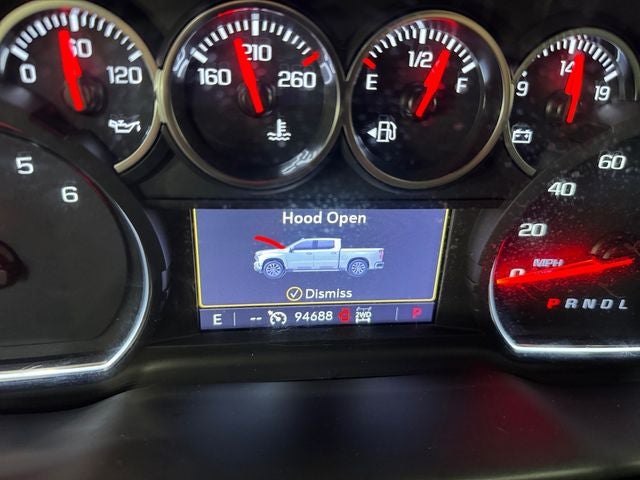 0 60 120
160 210 260
E 1/2 F
9 14 19
5
6
Hood Open
Dismiss
E -- 94688 2WD P
0 20 40 60
MPH
PRNDL